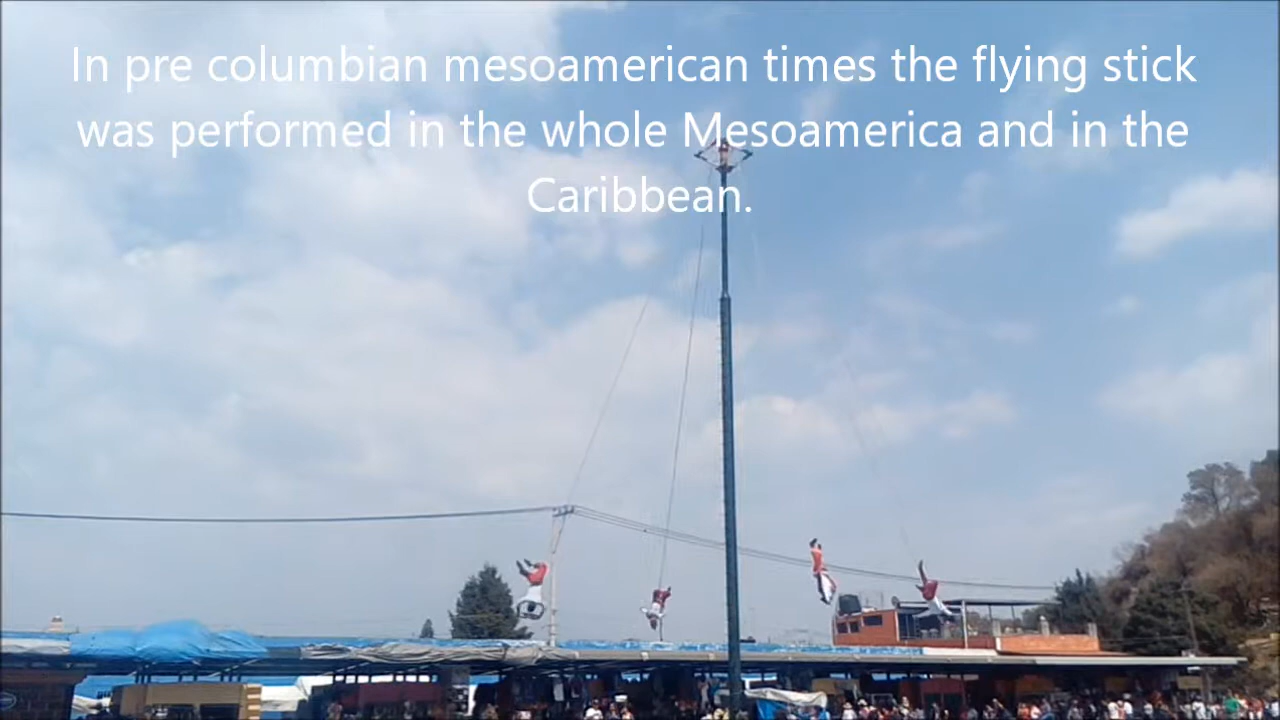 In pre columbian mesoamerican times the flying stick
was performed in the whole Mesoamerica and in the
Caribbean.